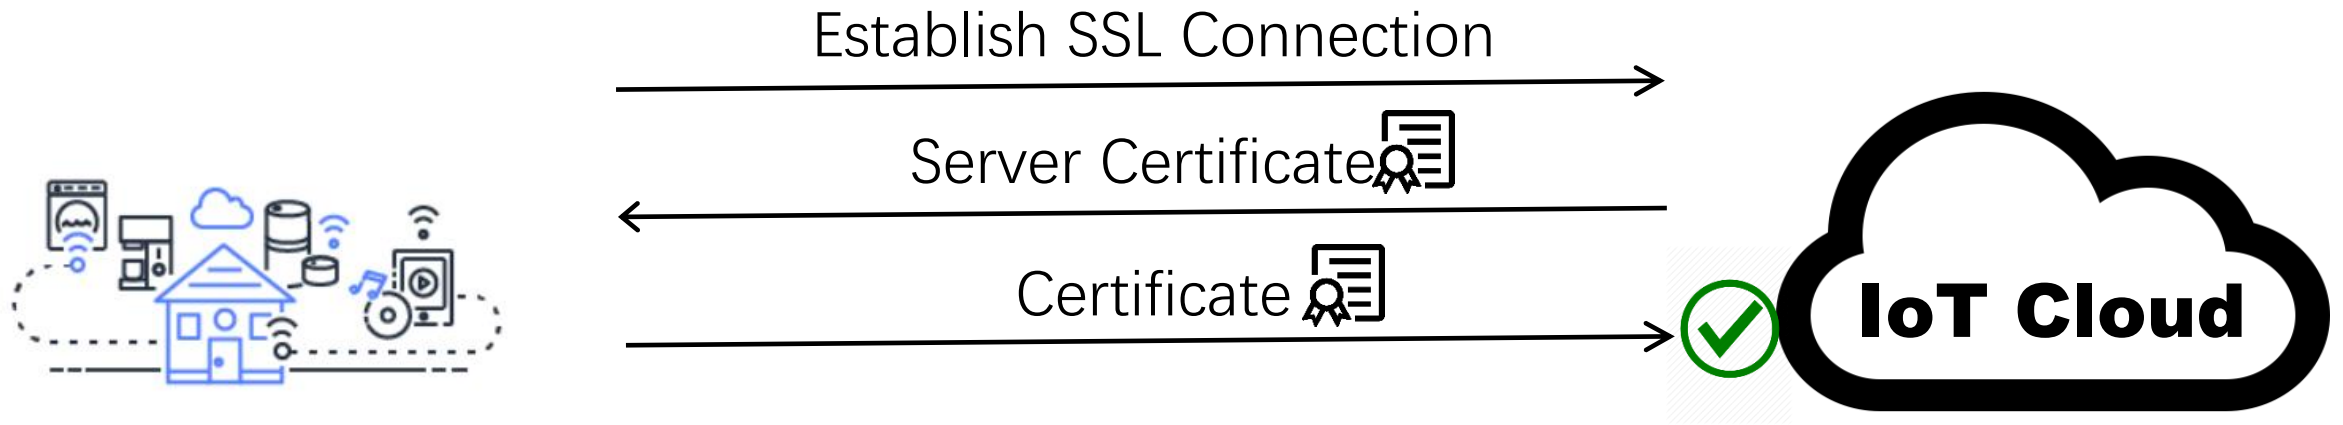 Establish SSL Connection
Server Certificate
Certificate
IoT Cloud